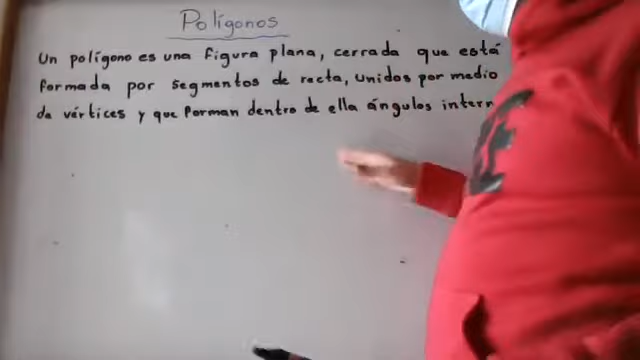 Polígonos
Un polígono es una figura plana, cerrada que está
formada por segmentos de recta, unidos por medio
de vértices y que forman dentro de ella ángulos intern